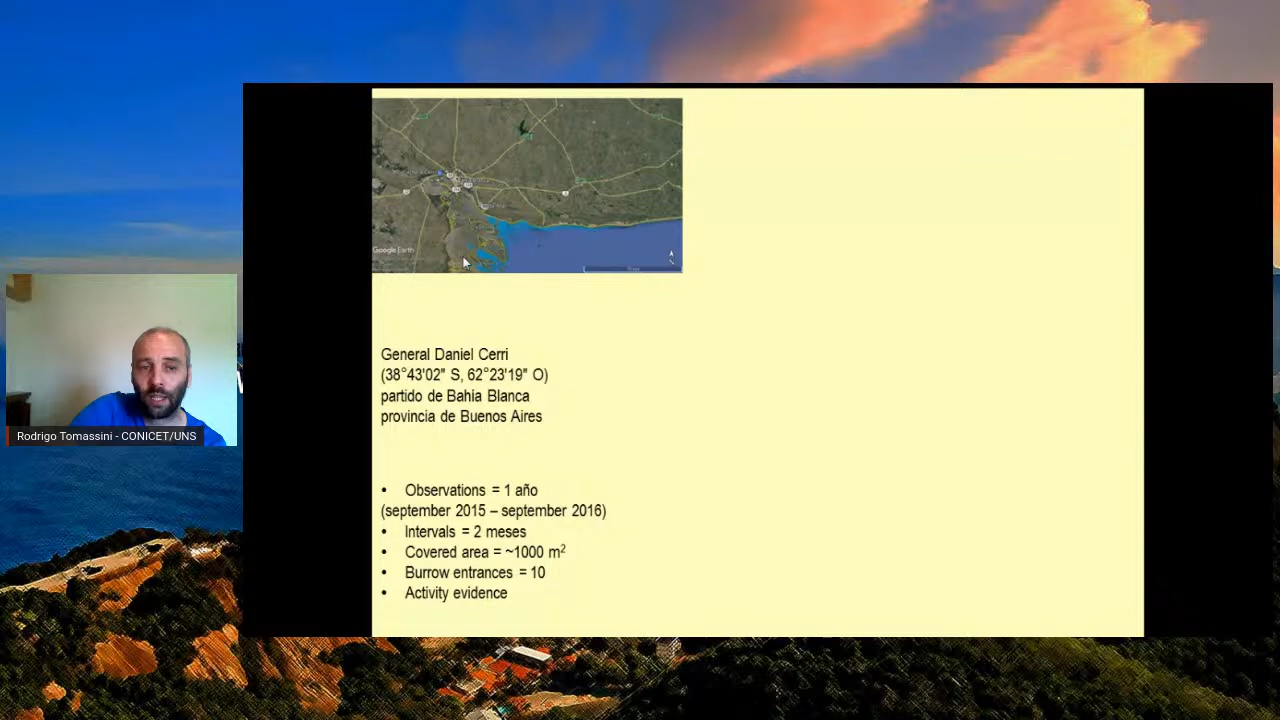 Google Earth
General Daniel Cerri
(38°43'02" S, 62°23'19" O)
partido de Bahía Blanca
provincia de Buenos Aires
• Observations = 1 año
(september 2015 – september 2016)
• Intervals = 2 meses
• Covered area = ~1000 m²
• Burrow entrances = 10
• Activity evidence
Rodrigo Tomassini - CONICET/UNS